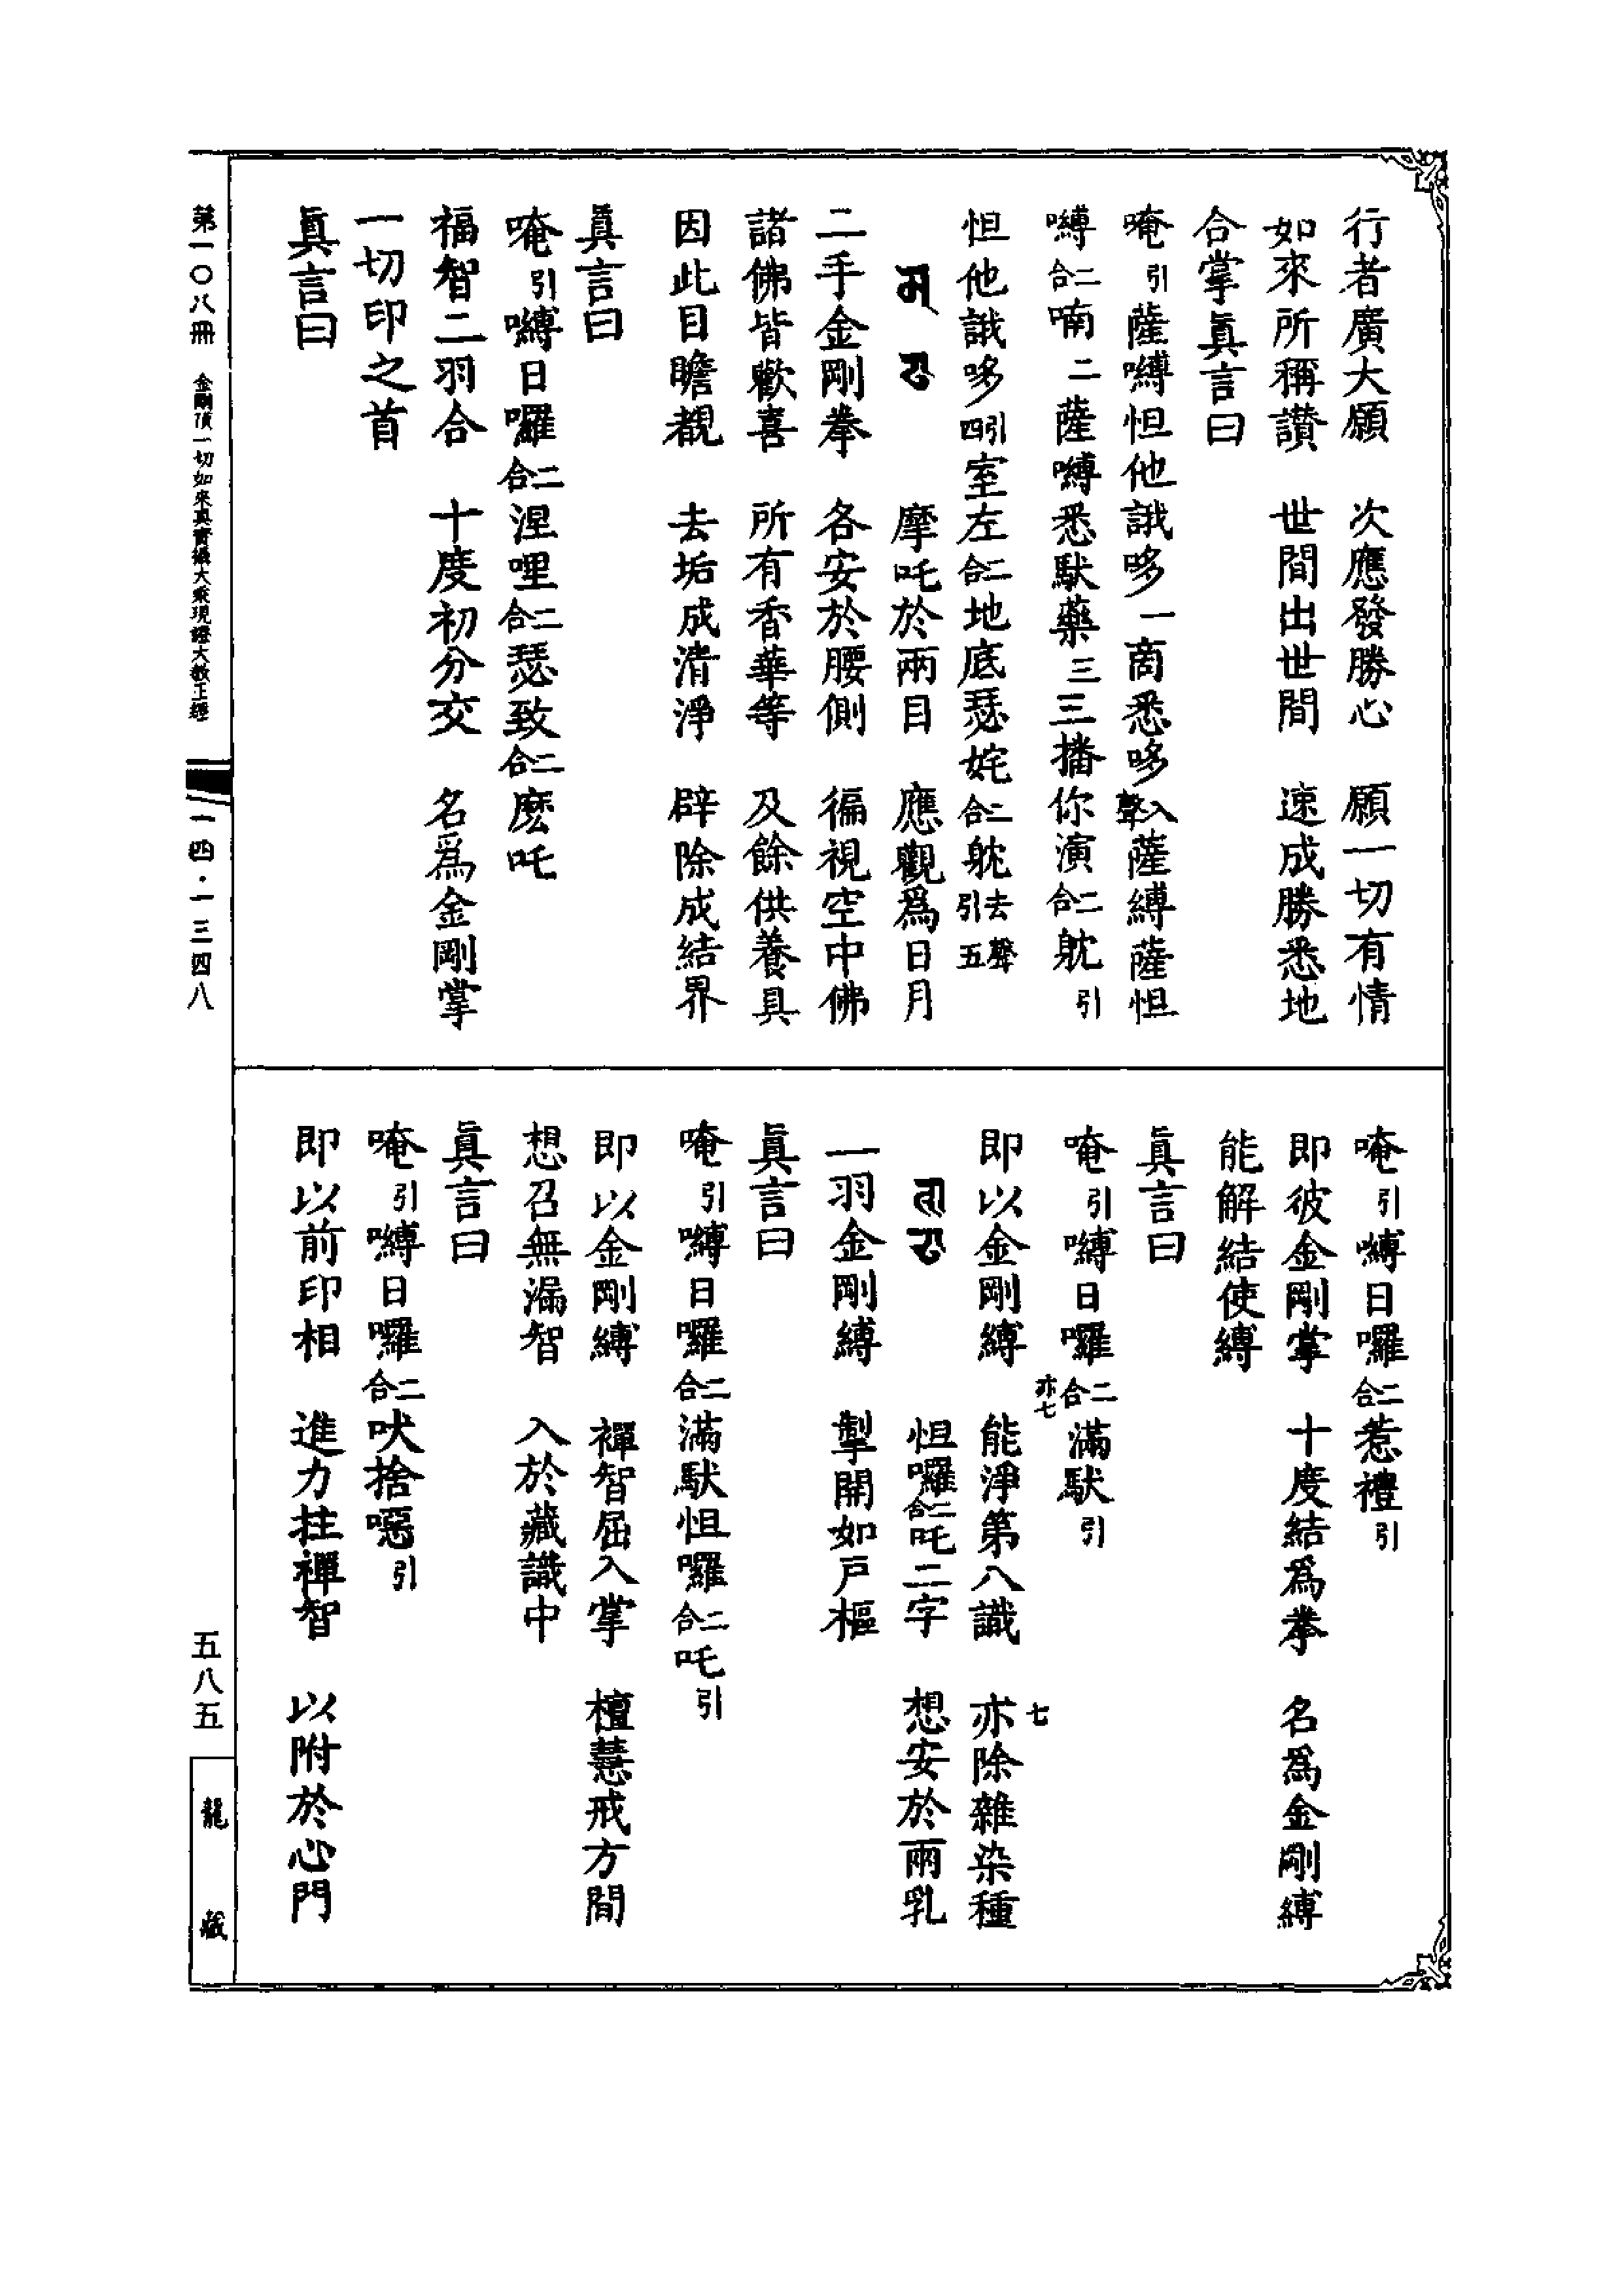 行者廣大願　次應發勝心　願一切有情
如來所稱讚　世間出世間　速成勝悉地
合掌真言曰
唵引薩嚩怛他誐哆一商悉哆入聲薩縛薩怛
嚩二合喃二薩嚩悉馱藥三三播你演二合䠂引
怛他誐哆引四室左二合地底瑟姹二合䠂去聲引五
म ट　摩吒於兩目　應觀為日月
二手金剛拳　各安於腰側　徧視空中佛
諸佛皆歡喜　所有香華等　及餘供養具
因此目瞻覩　去垢成清淨　辟除成結界
真言曰
唵引嚩日囉二合涅哩二合瑟致二合麽吒
福智二羽合　十度初分交　名爲金剛掌
一切印之首
真言曰
唵引嚩日囉二合惹禮引
即彼金剛掌　十度結爲拳　名爲金剛縛
能解結使縛
真言曰
唵引嚩日囉二合滿馱引
亦七　七
即以金剛縛　能淨第八識　亦除雜染種
怛囉二合吒二字　想安於兩乳
一羽金剛縛　掣開如戶樞
真言曰
唵引嚩日囉二合滿馱怛囉二合吒引
即以金剛縛　禪智屈入掌　檀慧戒方間
想召無漏智　入於藏識中
真言曰
唵引嚩日囉二合吠捨惡引
即以前印相　進力拄禪智　以附於心門
第一〇八冊　金剛頂一切如來真實攝大乘現證大教王經　一四·一三四八　五八五　龍藏